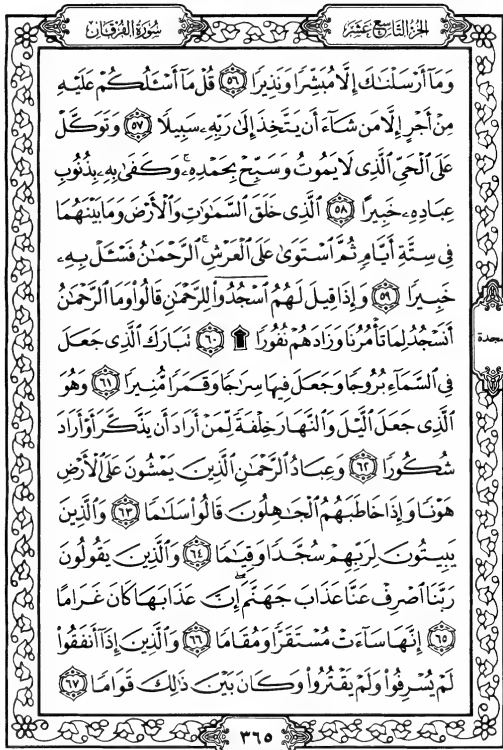 الجزء التاسع عشر
سورة الفرقان
وَمَآ أَرْسَلْنَٰكَ إِلَّا مُبَشِّرًا وَنَذِيرًا ٥٦ قُلْ مَآ أَسْـَٔلُكُمْ عَلَيْهِ
مِنْ أَجْرٍ إِلَّا مَن شَآءَ أَن يَتَّخِذَ إِلَىٰ رَبِّهِۦ سَبِيلًا ٥٧ وَتَوَكَّلْ
عَلَى ٱلْحَىِّ ٱلَّذِى لَا يَمُوتُ وَسَبِّحْ بِحَمْدِهِۦ ۚ وَكَفَىٰ بِهِۦ بِذُنُوبِ
عِبَادِهِۦ خَبِيرًا ٥٨ ٱلَّذِى خَلَقَ ٱلسَّمَٰوَٰتِ وَٱلْأَرْضَ وَمَا بَيْنَهُمَا
فِى سِتَّةِ أَيَّامٍ ثُمَّ ٱسْتَوَىٰ عَلَى ٱلْعَرْشِ ۚ ٱلرَّحْمَٰنُ فَسْـَٔلْ بِهِۦ
خَبِيرًا ٥٩ وَإِذَا قِيلَ لَهُمُ ٱسْجُدُوا۟ لِلرَّحْمَٰنِ قَالُوا۟ وَمَا ٱلرَّحْمَٰنُ
أَنَسْجُدُ لِمَا تَأْمُرُنَا وَزَادَهُمْ نُفُورًا ۩ ٦٠ تَبَارَكَ ٱلَّذِى جَعَلَ
سجدة
فِى ٱلسَّمَآءِ بُرُوجًا وَجَعَلَ فِيهَا سِرَٰجًا وَقَمَرًا مُّنِيرًا ٦١ وَهُوَ
ٱلَّذِى جَعَلَ ٱلَّيْلَ وَٱلنَّهَارَ خِلْفَةً لِّمَنْ أَرَادَ أَن يَذَّكَّرَ أَوْ أَرَادَ
شُكُورًا ٦٢ وَعِبَادُ ٱلرَّحْمَٰنِ ٱلَّذِينَ يَمْشُونَ عَلَى ٱلْأَرْضِ
هَوْنًا وَإِذَا خَاطَبَهُمُ ٱلْجَٰهِلُونَ قَالُوا۟ سَلَٰمًا ٦٣ وَٱلَّذِينَ
يَبِيتُونَ لِرَبِّهِمْ سُجَّدًا وَقِيَٰمًا ٦٤ وَٱلَّذِينَ يَقُولُونَ
رَبَّنَا ٱصْرِفْ عَنَّا عَذَابَ جَهَنَّمَ ۖ إِنَّ عَذَابَهَا كَانَ غَرَامًا
٦٥ إِنَّهَا سَآءَتْ مُسْتَقَرًّا وَمُقَامًا ٦٦ وَٱلَّذِينَ إِذَآ أَنفَقُوا۟
لَمْ يُسْرِفُوا۟ وَلَمْ يَقْتُرُوا۟ وَكَانَ بَيْنَ ذَٰلِكَ قَوَامًا ٦٧
٣٦٥